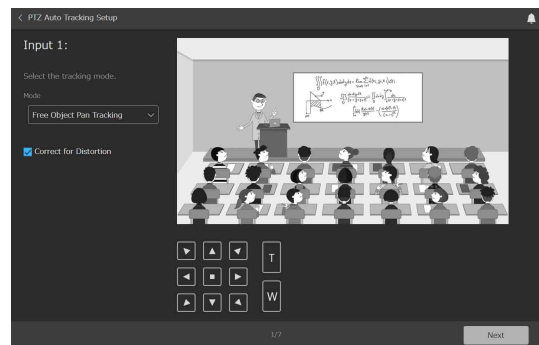 PTZ Auto Tracking Setup
Input 1:
Select the tracking mode.
Mode
Free Object Pan Tracking
Correct for Distortion
T
W
1/7
Next